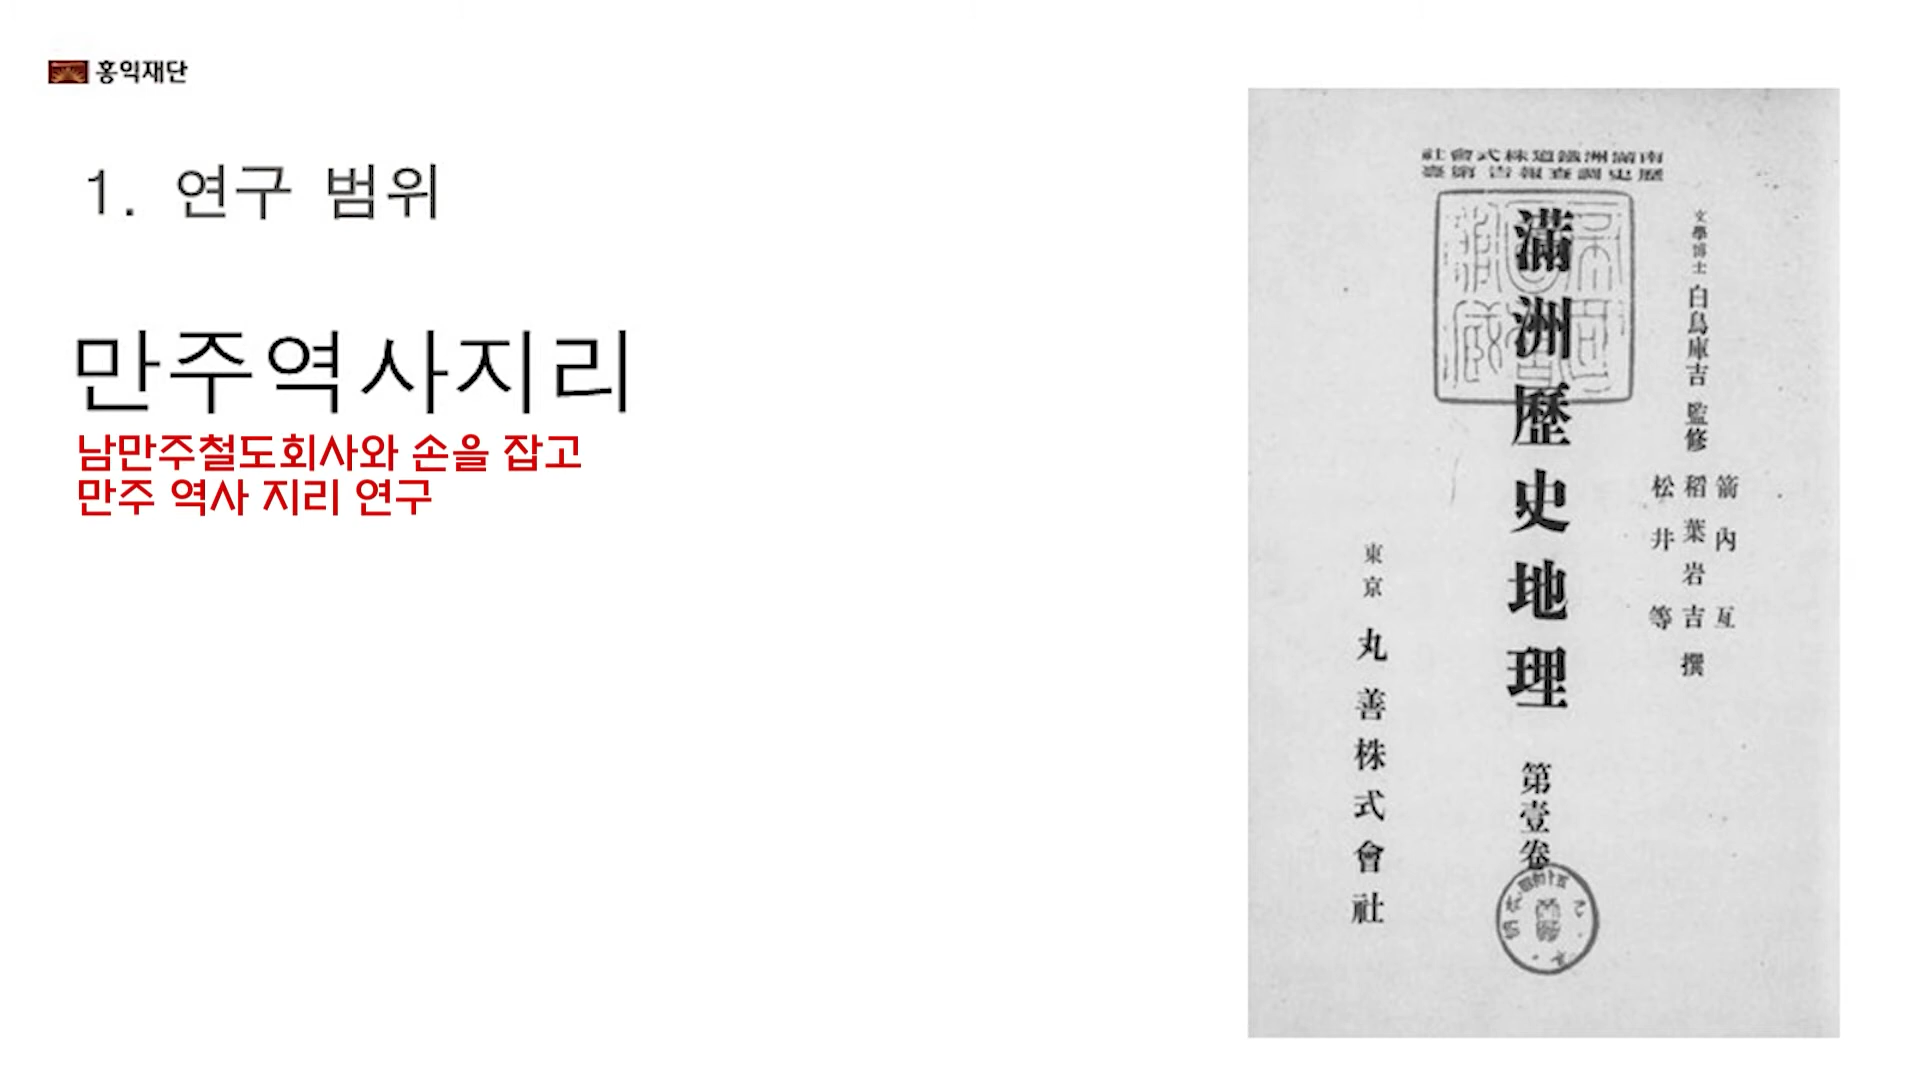 홍익재단
1. 연구 범위
만주역사지리
남만주철도회사와 손을 잡고
만주 역사 지리 연구
社會式株道鐵洲滿南
臺第 告報査調史歷
文學博士 白鳥庫吉 監修
箭內亙
稻葉岩吉 撰
松井等
滿洲歷史地理 第壹卷
東京 丸善株式會社